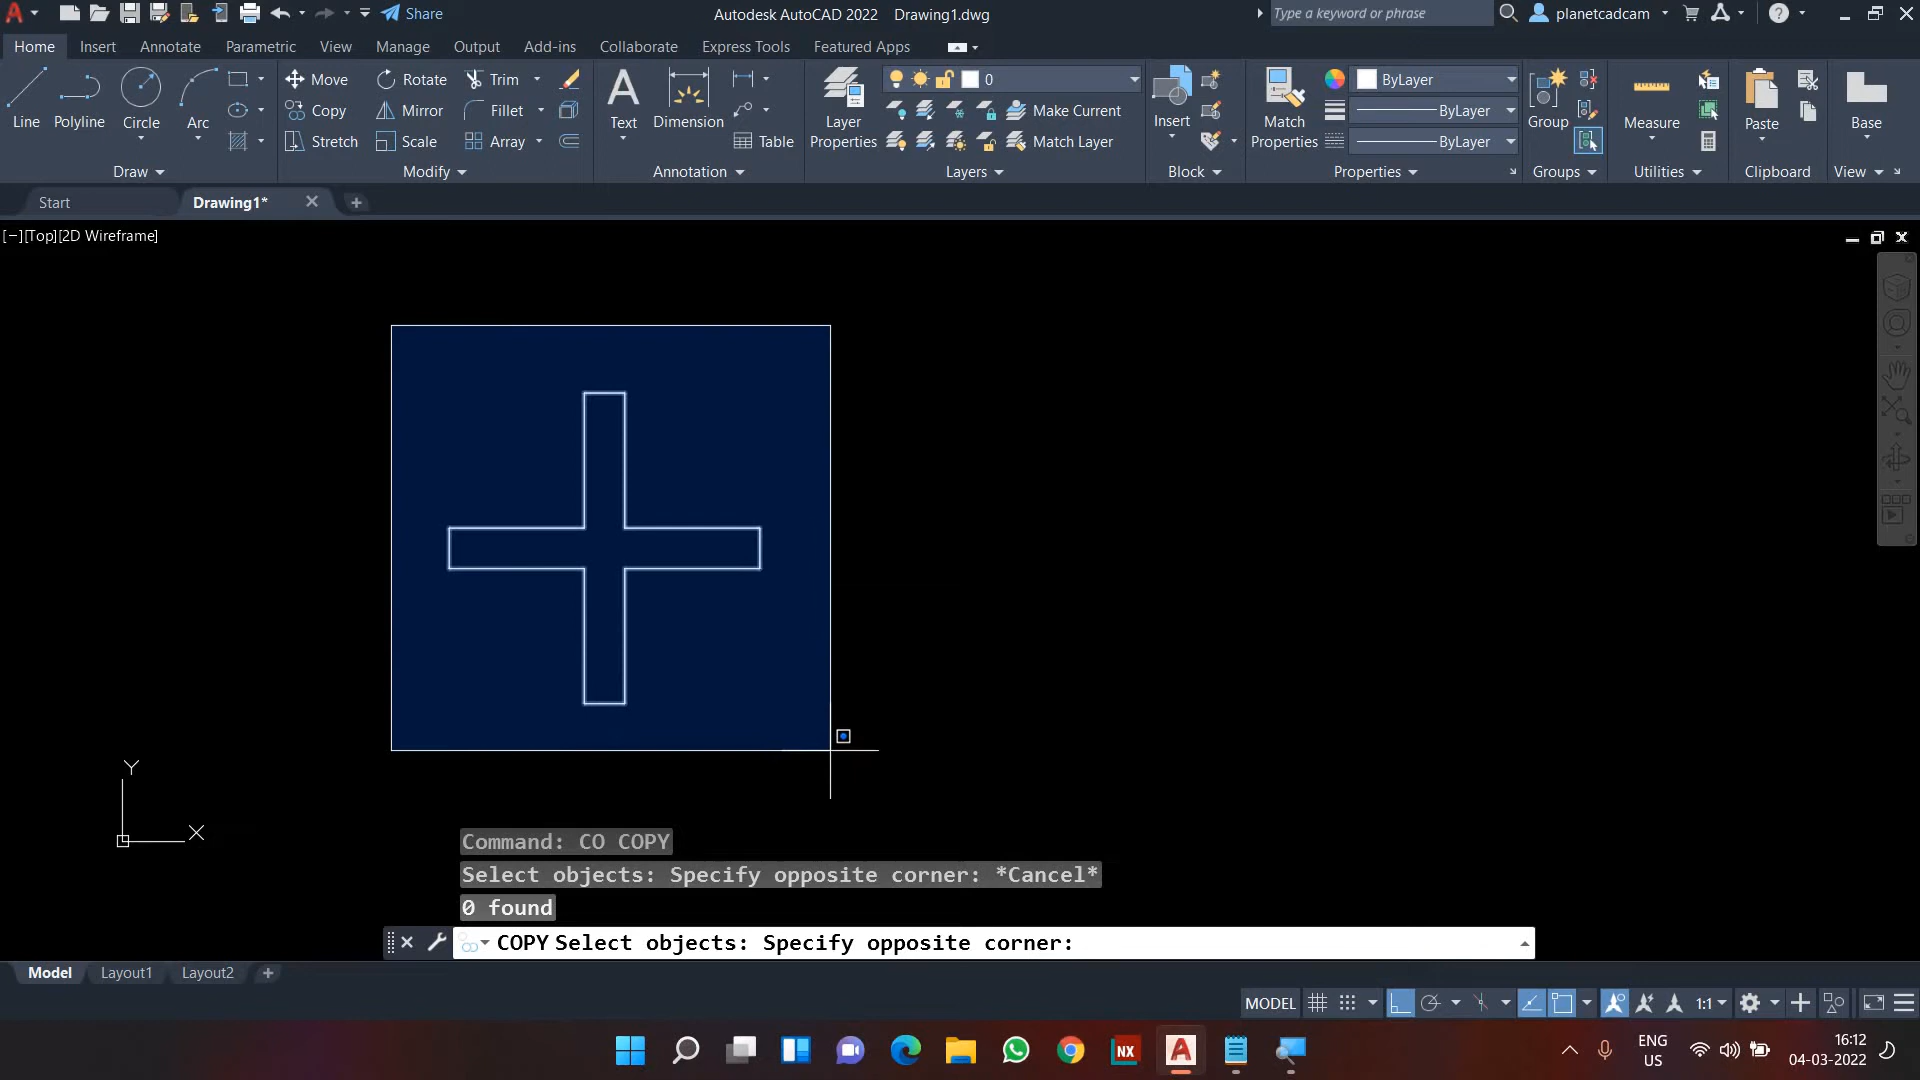 Share
Autodesk AutoCAD 2022 Drawing1.dwg
Type a keyword or phrase
planetcadcam
Home Insert Annotate Parametric View Manage Output Add-ins Collaborate Express Tools Featured Apps
Line
Polyline
Circle
Arc
Draw
Move
Rotate
Trim
Copy
Mirror
Fillet
Stretch
Scale
Array
Modify
Text
Dimension
Table
Annotation
Layer
Properties
0
Make Current
Match Layer
Layers
Insert
Block
Match
Properties
ByLayer
ByLayer
ByLayer
Properties
Group
Groups
Measure
Utilities
Paste
Clipboard
Base
View
Start
Drawing1*
[−][Top][2D Wireframe]
Y
X
Command: CO COPY
Select objects: Specify opposite corner: *Cancel*
0 found
COPY Select objects: Specify opposite corner:
Model Layout1 Layout2
MODEL
1:1
NX
ENG
US
16:12
04-03-2022